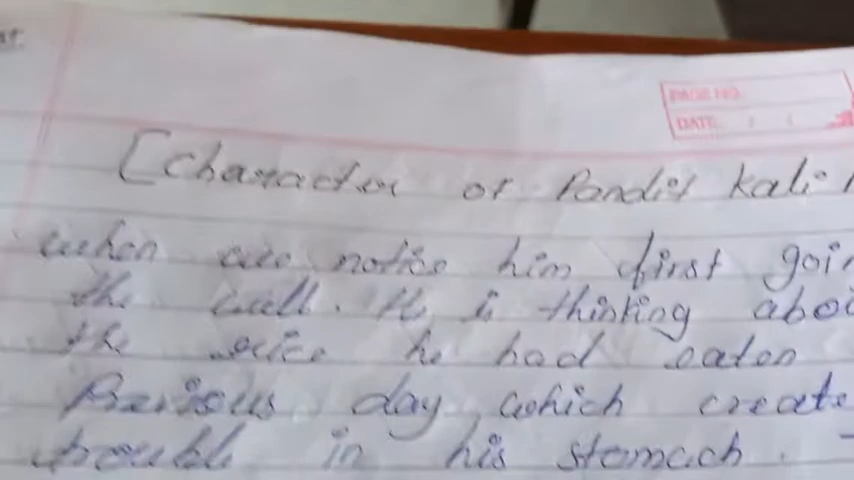 PAGE NO.
DATE: / /
[Character of Pandit Kali
when we notice him first goin
the well. He is thinking abou
the rice he had eaten
Previous day which create
trouble in his stomach.